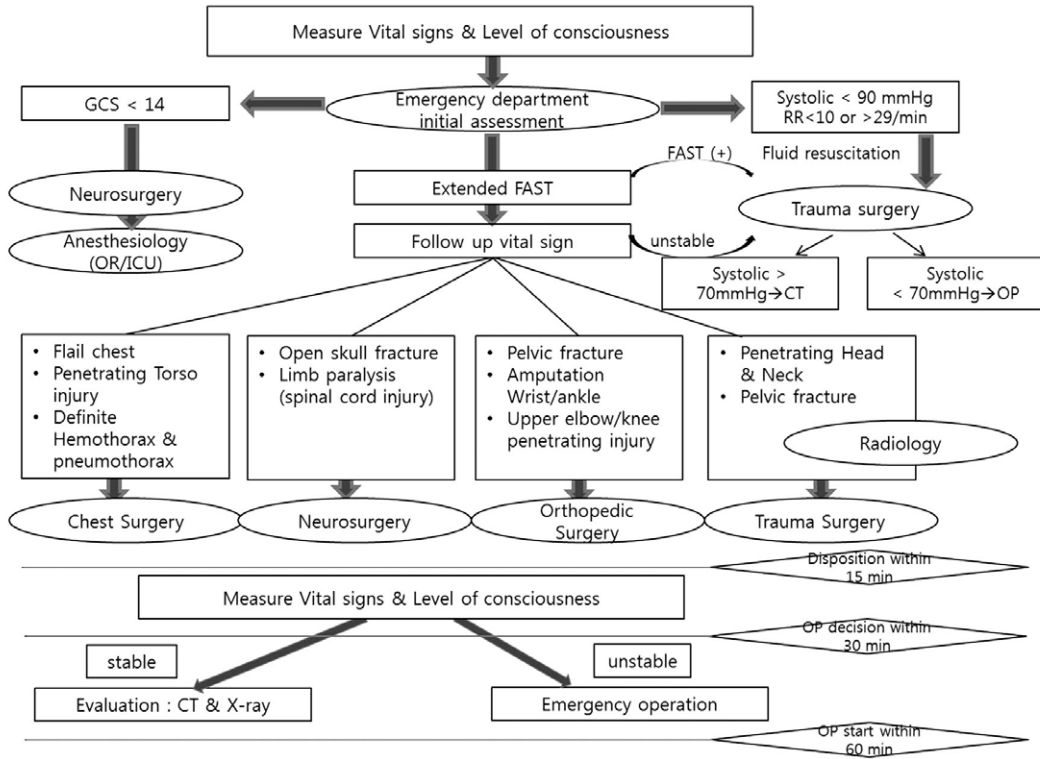 Measure Vital signs & Level of consciousness
GCS < 14
Emergency department
initial assessment
Systolic < 90 mmHg
RR<10 or >29/min
FAST (+)
Fluid resuscitation
Neurosurgery
Extended FAST
Trauma surgery
Anesthesiology
(OR/ICU)
Follow up vital sign
unstable
Systolic >
70mmHg→CT
Systolic
< 70mmHg→OP
• Flail chest
• Penetrating Torso
injury
• Definite
Hemothorax &
pneumothorax
• Open skull fracture
• Limb paralysis
(spinal cord injury)
• Pelvic fracture
• Amputation
Wrist/ankle
• Upper elbow/knee
penetrating injury
• Penetrating Head
& Neck
• Pelvic fracture
Radiology
Chest Surgery
Neurosurgery
Orthopedic
Surgery
Trauma Surgery
Disposition within
15 min
Measure Vital signs & Level of consciousness
OP decision within
30 min
stable
unstable
Evaluation : CT & X-ray
Emergency operation
OP start within
60 min